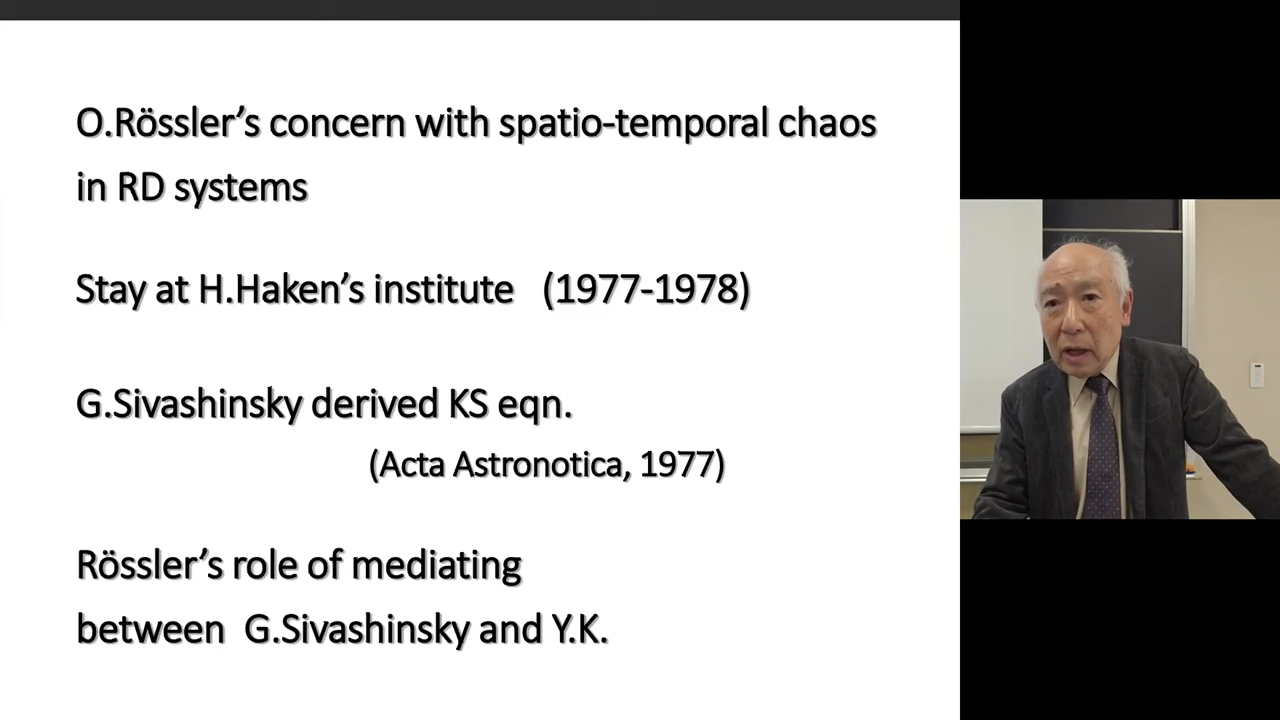 O.Rössler’s concern with spatio-temporal chaos
in RD systems
Stay at H.Haken’s institute (1977-1978)
G.Sivashinsky derived KS eqn.
(Acta Astronotica, 1977)
Rössler’s role of mediating
between G.Sivashinsky and Y.K.